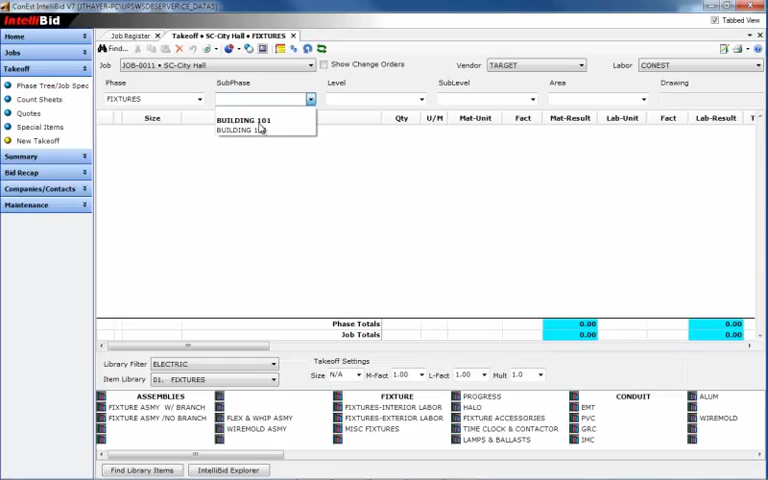 ConEst IntelliBid V7 (JTHAYER-PC\UPSWSDBSERVER\CE_DATA5)
IntelliBid
Tabbed View
Home
Jobs
Takeoff
Phase Tree/Job Spec
Count Sheets
Quotes
Special Items
New Takeoff
Summary
Bid Recap
Companies/Contacts
Maintenance
Job Register
Takeoff • SC-City Hall • FIXTURES
Find...
Job
JOB-0011 • SC-City Hall
Show Change Orders
Vendor
TARGET
Labor
CONEST
Phase
SubPhase
Level
SubLevel
Area
Drawing
FIXTURES
BUILDING 101
BUILDING
Size
Qty
U/M
Mat-Unit
Fact
Mat-Result
Lab-Unit
Fact
Lab-Result
T
Phase Totals
0.00
0.00
Job Totals
0.00
0.00
Library Filter
ELECTRIC
Item Library
01. FIXTURES
Takeoff Settings
Size
N/A
M-Fact
1.00
L-Fact
1.00
Mult
1.0
ASSEMBLIES
FIXTURE
PROGRESS
CONDUIT
ALUM
FIXTURE ASMY W/ BRANCH
FIXTURES-INTERIOR LABOR
HALO
EMT
FIXTURE ASMY /NO BRANCH
FLEX & WHIP ASMY
FIXTURES-EXTERIOR LABOR
FIXTURE ACCESSORIES
PVC
WIREMOLD
WIREMOLD ASMY
MISC FIXTURES
TIME CLOCK & CONTACTOR
GRC
LAMPS & BALLASTS
IMC
Find Library Items
IntelliBid Explorer